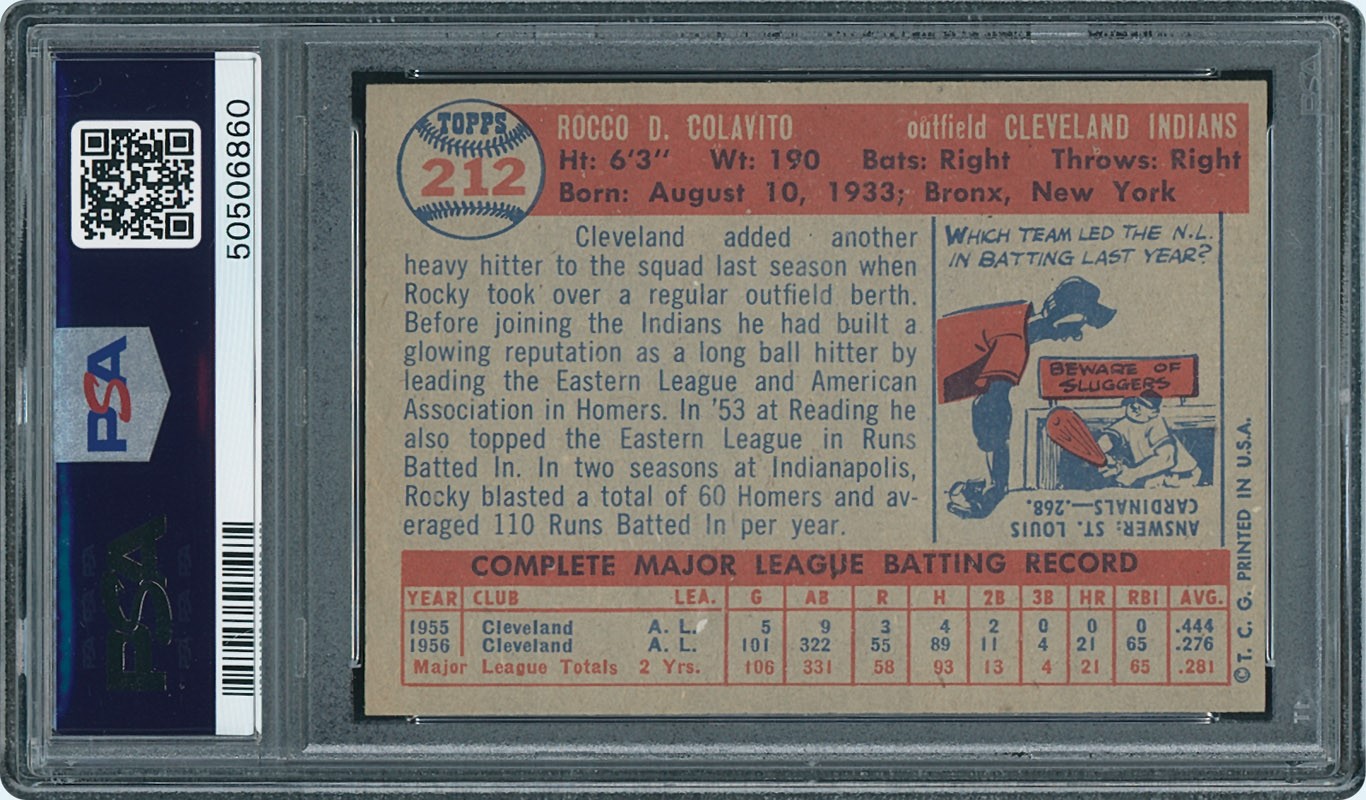 50506860
PSA
PSA
TOPPS
212
ROCCO D. COLAVITO outfield CLEVELAND INDIANS
Ht: 6'3" Wt: 190 Bats: Right Throws: Right
Born: August 10, 1933; Bronx, New York
Cleveland added another
heavy hitter to the squad last season when
Rocky took over a regular outfield berth.
Before joining the Indians he had built a
glowing reputation as a long ball hitter by
leading the Eastern League and American
Association in Homers. In '53 at Reading he
also topped the Eastern League in Runs
Batted In. In two seasons at Indianapolis,
Rocky blasted a total of 60 Homers and av-
eraged 110 Runs Batted In per year.
WHICH TEAM LED THE N.L.
IN BATTING LAST YEAR?
BEWARE OF
SLUGGERS
ANSWER: ST. LOUIS
CARDINALS—.268.
COMPLETE MAJOR LEAGUE BATTING RECORD
YEAR CLUB LEA. G AB R H 2B 3B HR RBI AVG.
1955 Cleveland A. L. 5 9 3 4 2 0 0 0 .444
1956 Cleveland A. L. 101 322 55 89 11 4 21 65 .276
Major League Totals 2 Yrs. 106 331 58 93 13 4 21 65 .281
©T. C. G. PRINTED IN U.S.A.
PSA